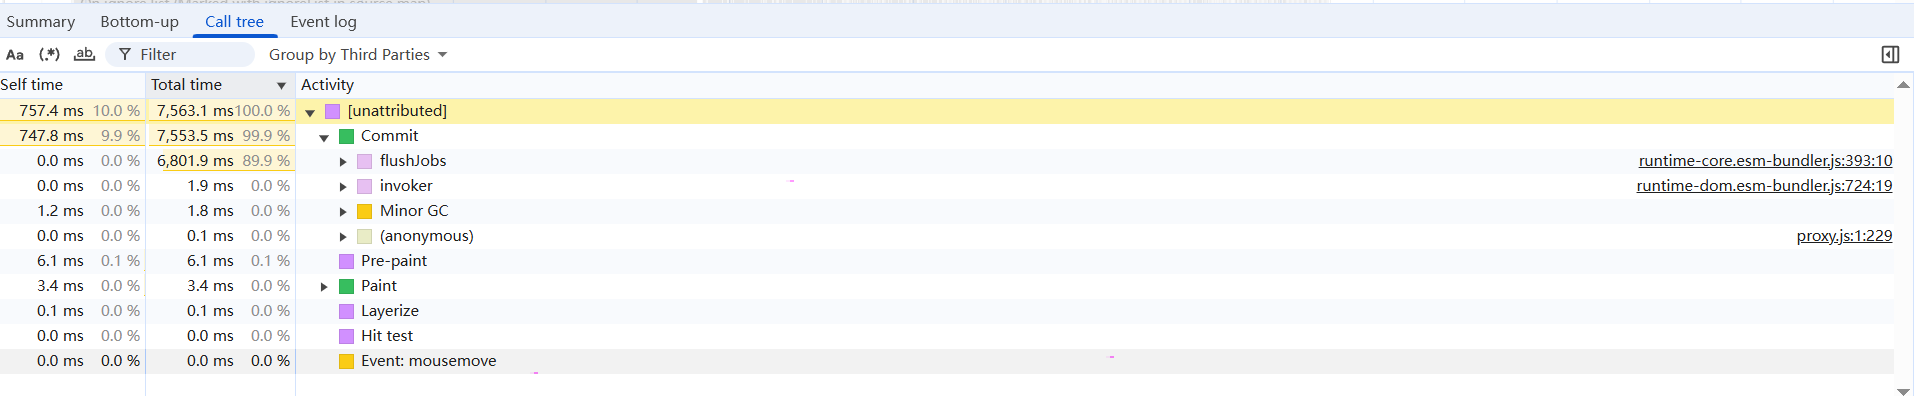 Summary Bottom-up Call tree Event log
Aa (.*) ab Filter Group by Third Parties
Self time Total time Activity
757.4 ms 10.0 % 7,563.1 ms 100.0 % [unattributed]
747.8 ms 9.9 % 7,553.5 ms 99.9 % Commit
0.0 ms 0.0 % 6,801.9 ms 89.9 % flushJobs runtime-core.esm-bundler.js:393:10
0.0 ms 0.0 % 1.9 ms 0.0 % invoker runtime-dom.esm-bundler.js:724:19
1.2 ms 0.0 % 1.8 ms 0.0 % Minor GC
0.0 ms 0.0 % 0.1 ms 0.0 % (anonymous) proxy.js:1:229
6.1 ms 0.1 % 6.1 ms 0.1 % Pre-paint
3.4 ms 0.0 % 3.4 ms 0.0 % Paint
0.1 ms 0.0 % 0.1 ms 0.0 % Layerize
0.0 ms 0.0 % 0.0 ms 0.0 % Hit test
0.0 ms 0.0 % 0.0 ms 0.0 % Event: mousemove